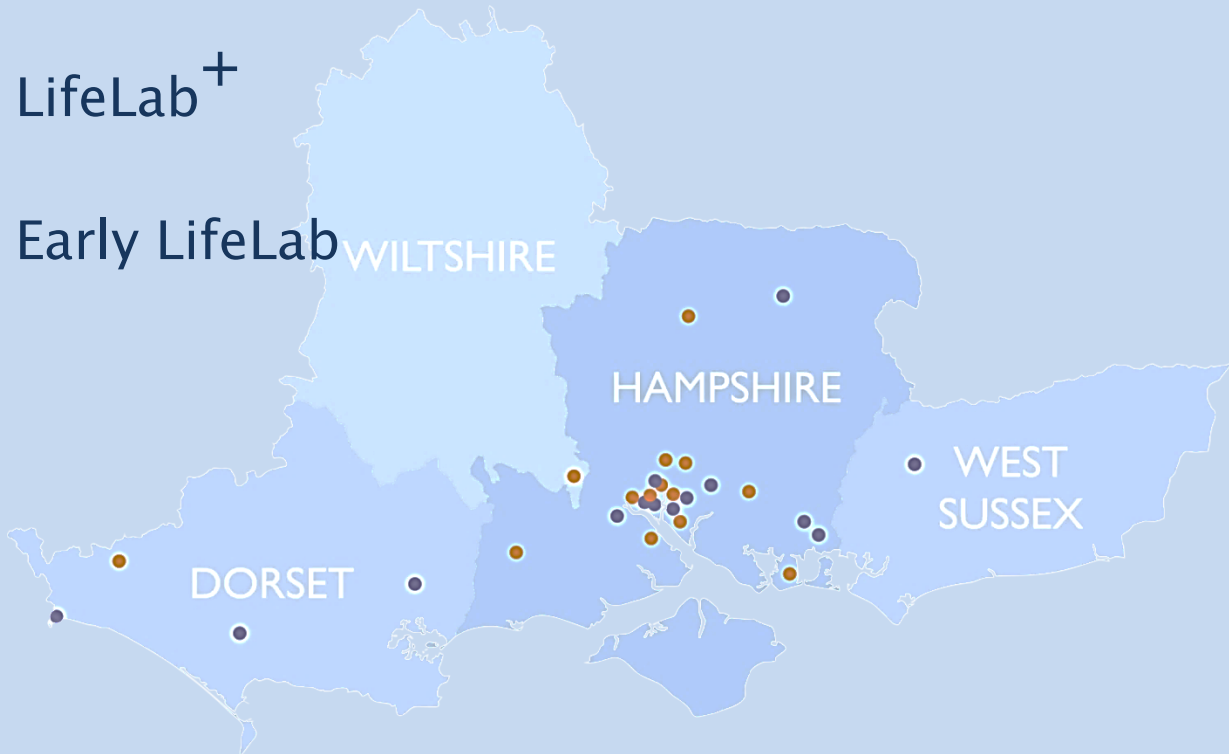 LifeLab+
Early LifeLab
WILTSHIRE
HAMPSHIRE
WEST
SUSSEX
DORSET